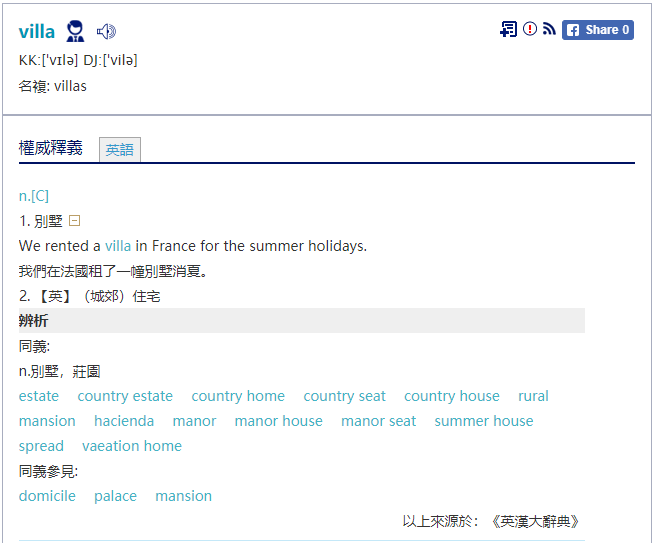 villa
Share 0
KK:[ˋvɪlə] DJ:[ˈvilə]
名複: villas
權威釋義 英語
n.[C]
1. 別墅
We rented a villa in France for the summer holidays.
我們在法國租了一幢別墅消夏。
2. 【英】（城郊）住宅
辨析
同義:
n.別墅，莊園
estate country estate country home country seat country house rural
mansion hacienda manor manor house manor seat summer house
spread vaeation home
同義參見:
domicile palace mansion
以上來源於：《英漢大辭典》